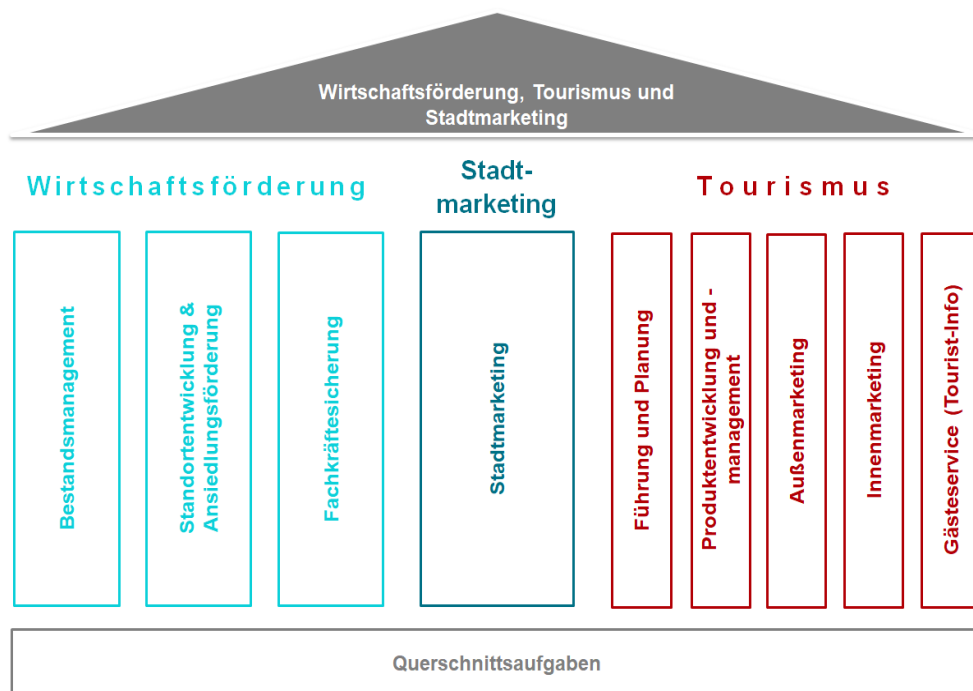 Wirtschaftsförderung, Tourismus und
Stadtmarketing
Wirtschaftsförderung
Stadt-
marketing
Tourismus
Bestandsmanagement
Standortentwicklung &
Ansiedlungsförderung
Fachkräftesicherung
Stadtmarketing
Führung und Planung
Produktentwicklung und -
management
Außenmarketing
Innenmarketing
Gästeservice (Tourist-Info)
Querschnittsaufgaben